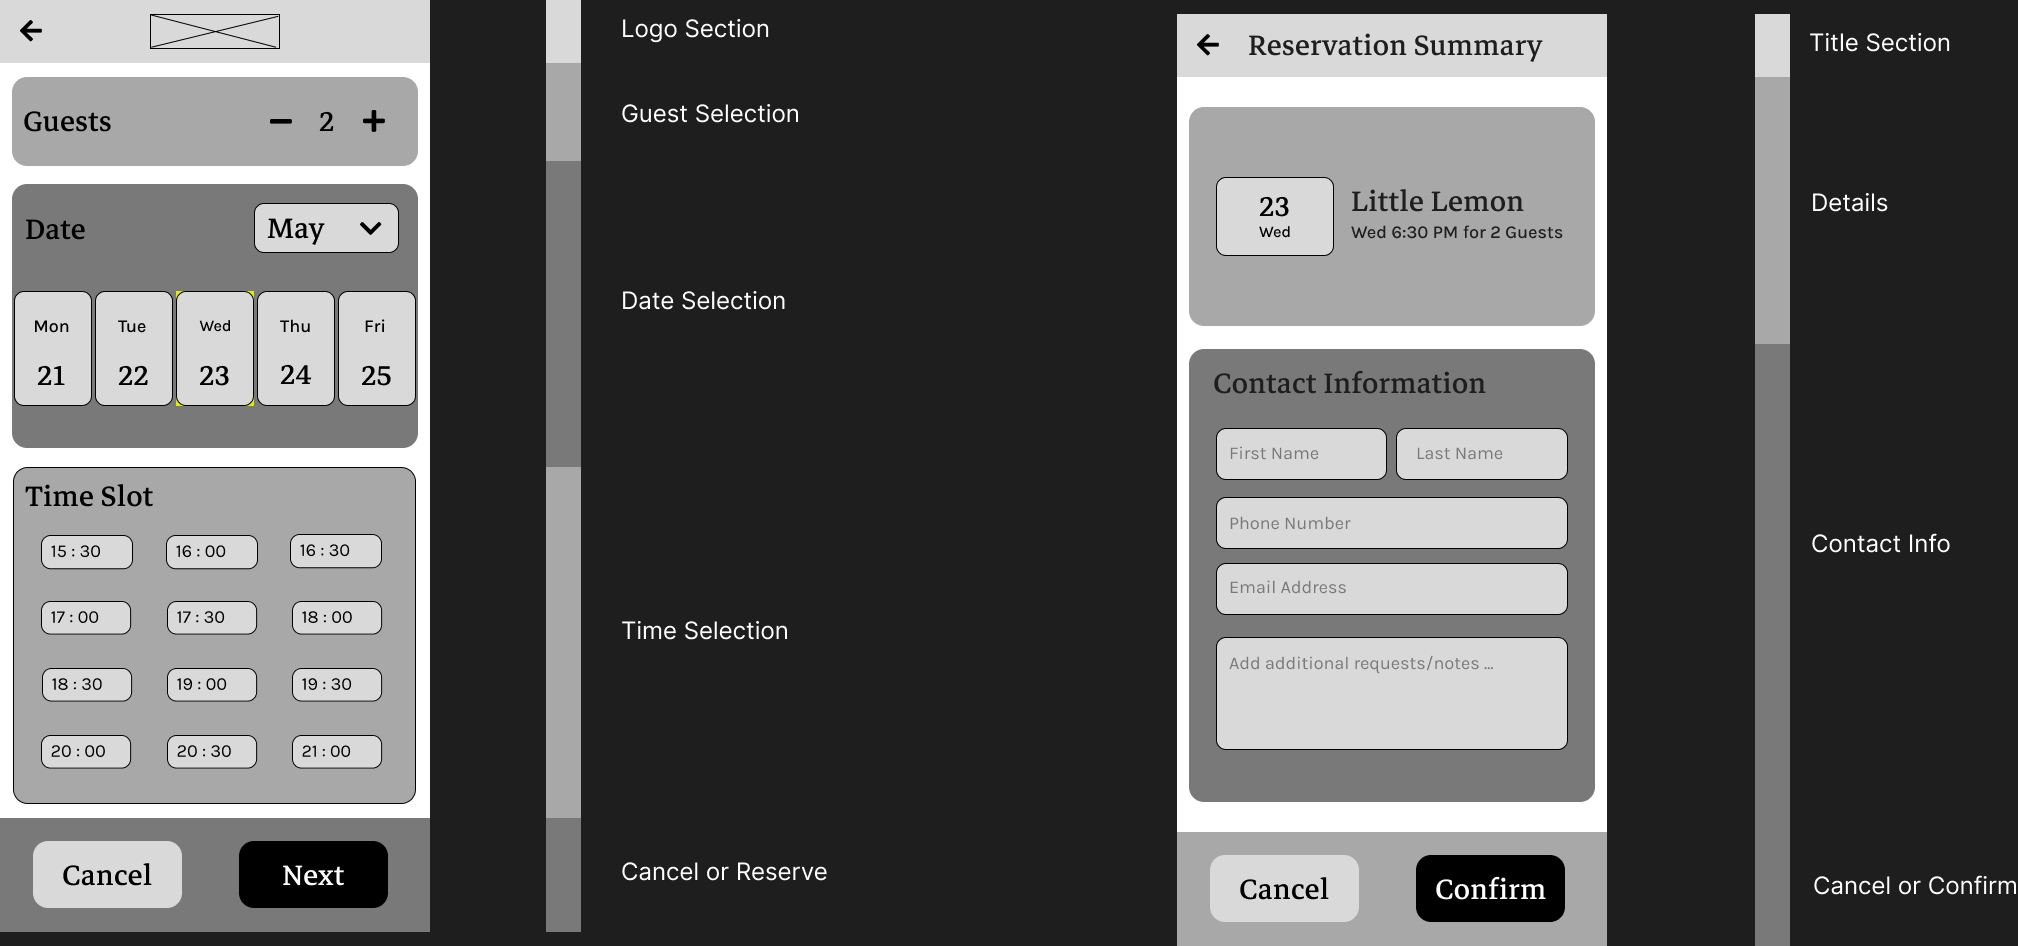 Guests
2
Date
May
Mon Tue Wed Thu Fri
21 22 23 24 25
Time Slot
15 : 30 16 : 00 16 : 30
17 : 00 17 : 30 18 : 00
18 : 30 19 : 00 19 : 30
20 : 00 20 : 30 21 : 00
Cancel Next
Logo Section
Guest Selection
Date Selection
Time Selection
Cancel or Reserve
Reservation Summary
23
Wed
Little Lemon
Wed 6:30 PM for 2 Guests
Contact Information
First Name Last Name
Phone Number
Email Address
Add additional requests/notes ...
Cancel Confirm
Title Section
Details
Contact Info
Cancel or Confirm